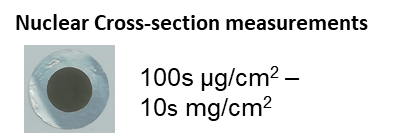 Nuclear Cross-section measurements
100s µg/cm² –
10s mg/cm²